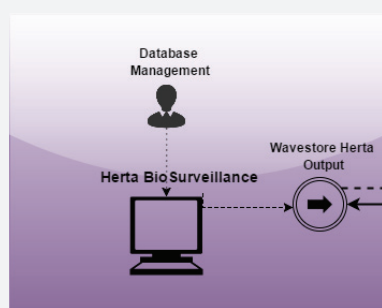 Database
Management
Herta BioSurveillance
Wavestore Herta
Output